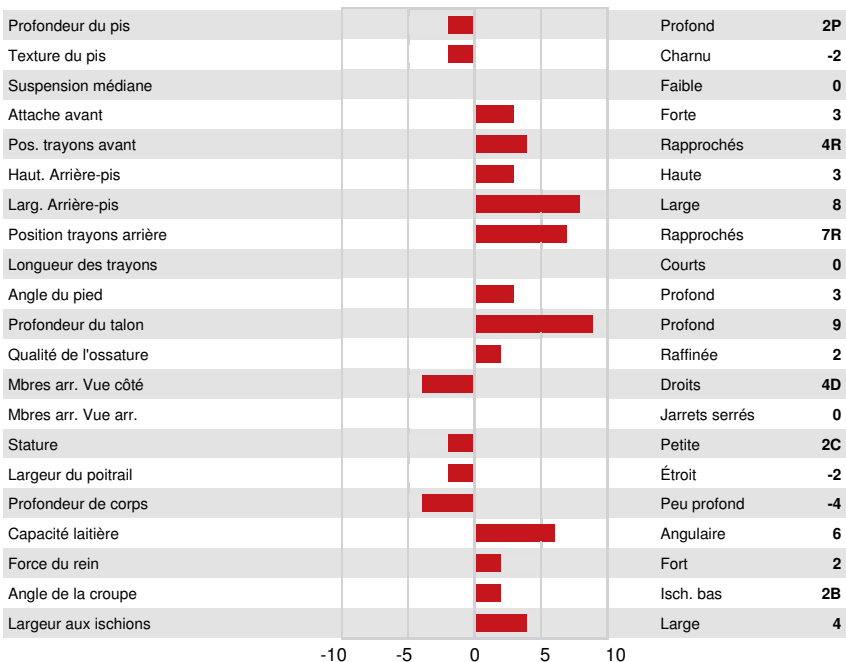 Profondeur du pis Profond 2P
Texture du pis Charnu -2
Suspension médiane Faible 0
Attache avant Forte 3
Pos. trayons avant Rapprochés 4R
Haut. Arrière-pis Haute 3
Larg. Arrière-pis Large 8
Position trayons arrière Rapprochés 7R
Longueur des trayons Courts 0
Angle du pied Profond 3
Profondeur du talon Profond 9
Qualité de l'ossature Raffinée 2
Mbres arr. Vue côté Droits 4D
Mbres arr. Vue arr. Jarrets serrés 0
Stature Petite 2C
Largeur du poitrail Étroit -2
Profondeur de corps Peu profond -4
Capacité laitière Angulaire 6
Force du rein Fort 2
Angle de la croupe Isch. bas 2B
Largeur aux ischions Large 4
-10 -5 0 5 10